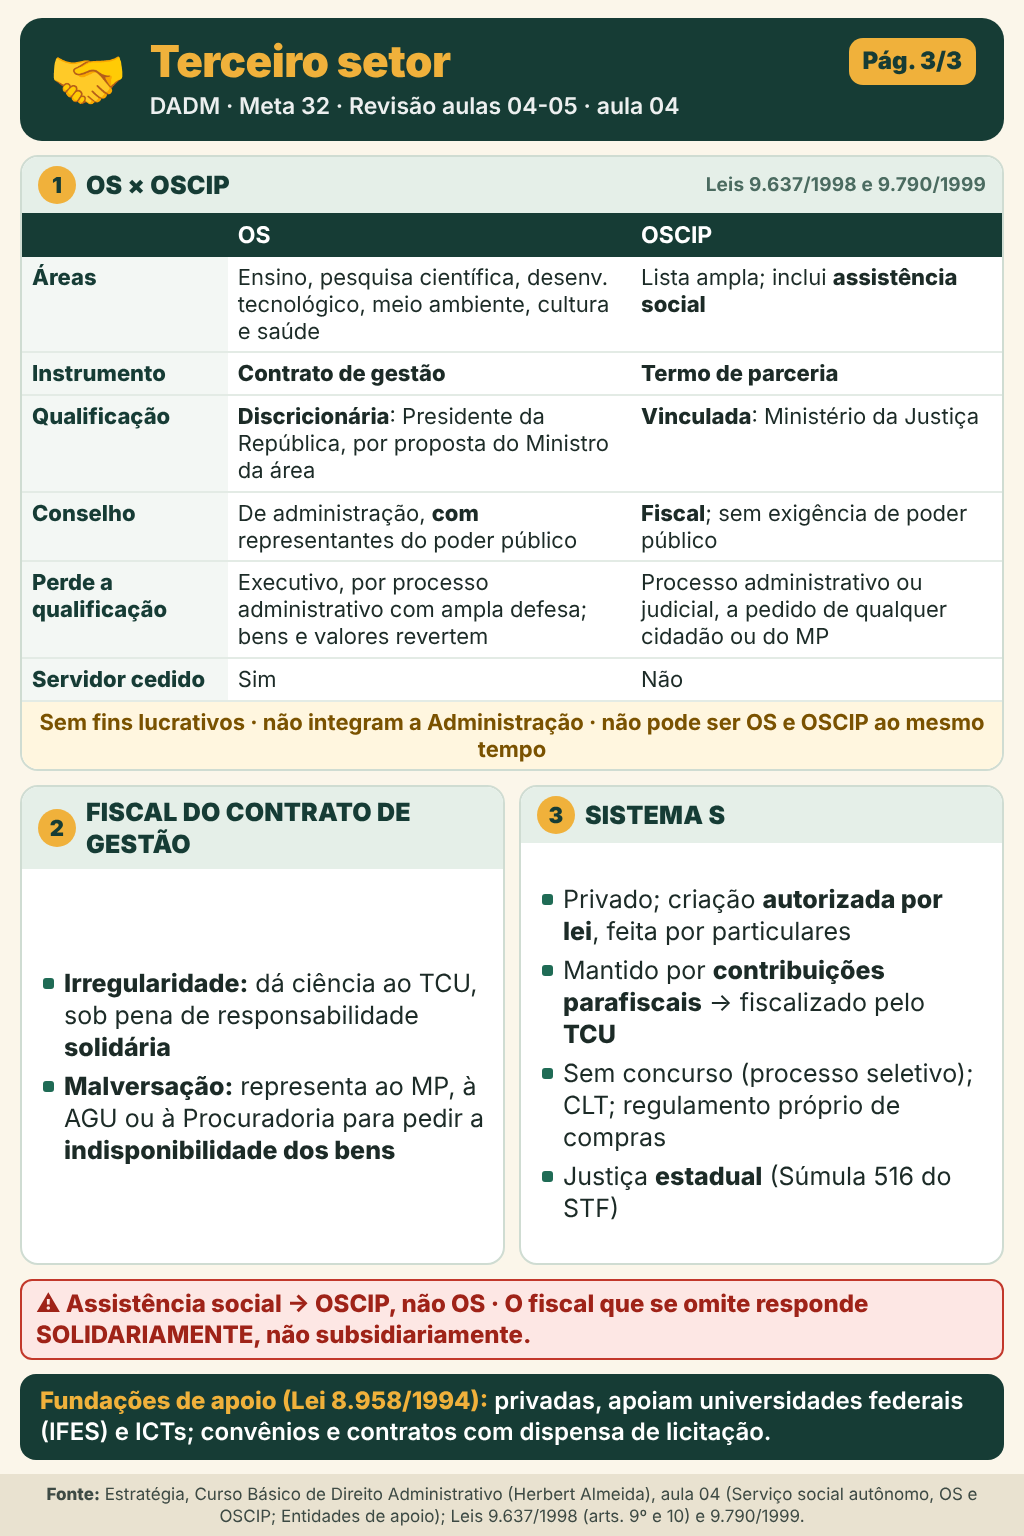 Terceiro setor
Pág. 3/3
DADM · Meta 32 · Revisão aulas 04-05 · aula 04
1 OS × OSCIP
Leis 9.637/1998 e 9.790/1999
OS OSCIP
Áreas
Ensino, pesquisa científica, desenv.
tecnológico, meio ambiente, cultura
e saúde
Lista ampla; inclui assistência
social
Instrumento
Contrato de gestão
Termo de parceria
Qualificação
Discricionária: Presidente da
República, por proposta do Ministro
da área
Vinculada: Ministério da Justiça
Conselho
De administração, com
representantes do poder público
Fiscal; sem exigência de poder
público
Perde a
qualificação
Executivo, por processo
administrativo com ampla defesa;
bens e valores revertem
Processo administrativo ou
judicial, a pedido de qualquer
cidadão ou do MP
Servidor cedido
Sim
Não
Sem fins lucrativos · não integram a Administração · não pode ser OS e OSCIP ao mesmo
tempo
2 FISCAL DO CONTRATO DE
GESTÃO
Irregularidade: dá ciência ao TCU,
sob pena de responsabilidade
solidária
Malversação: representa ao MP, à
AGU ou à Procuradoria para pedir a
indisponibilidade dos bens
3 SISTEMA S
Privado; criação autorizada por
lei, feita por particulares
Mantido por contribuições
parafiscais → fiscalizado pelo
TCU
Sem concurso (processo seletivo);
CLT; regulamento próprio de
compras
Justiça estadual (Súmula 516 do
STF)
⚠ Assistência social → OSCIP, não OS · O fiscal que se omite responde
SOLIDARIAMENTE, não subsidiariamente.
Fundações de apoio (Lei 8.958/1994): privadas, apoiam universidades federais
(IFES) e ICTs; convênios e contratos com dispensa de licitação.
Fonte: Estratégia, Curso Básico de Direito Administrativo (Herbert Almeida), aula 04 (Serviço social autônomo, OS e
OSCIP; Entidades de apoio); Leis 9.637/1998 (arts. 9º e 10) e 9.790/1999.